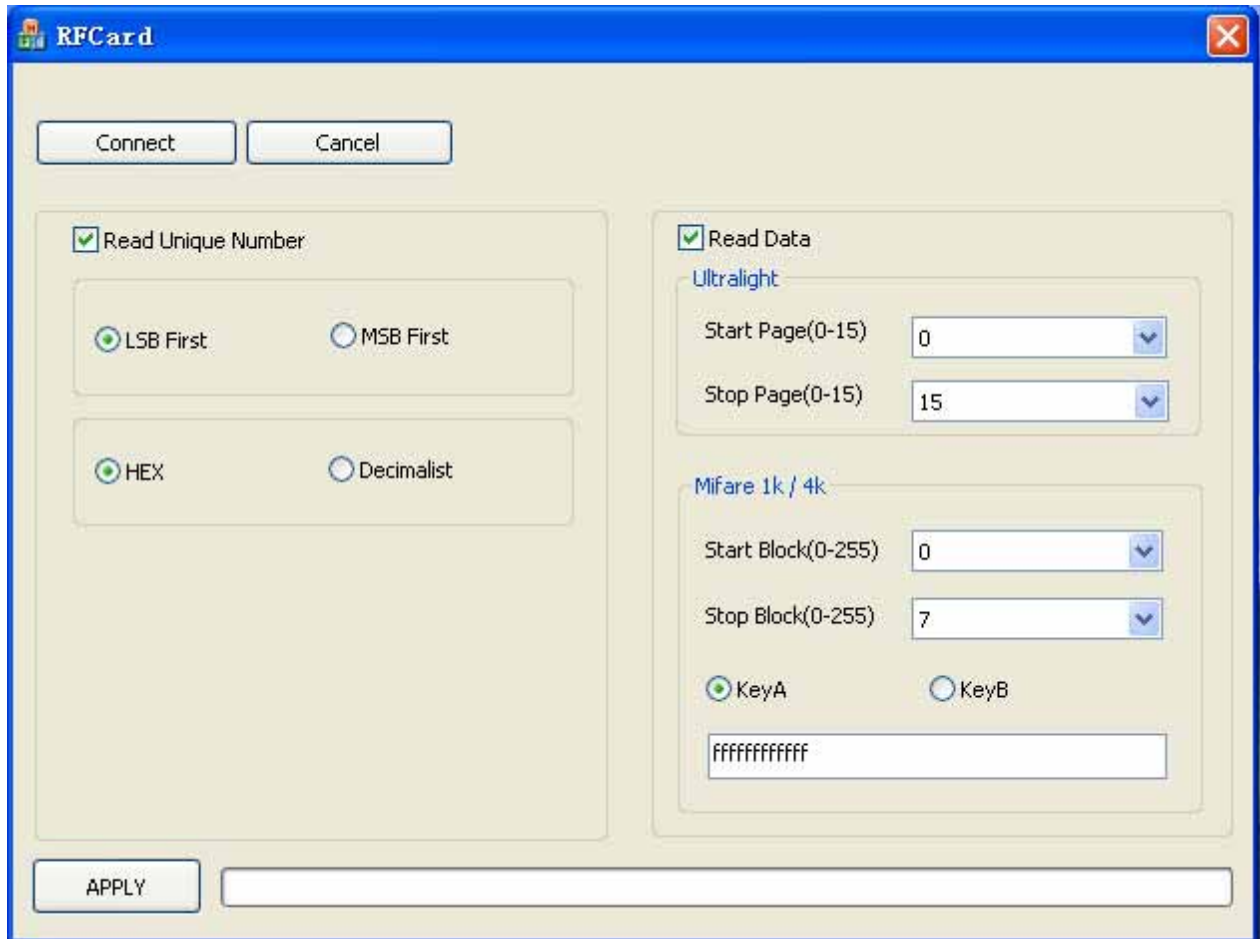 RFCard
Connect Cancel
Read Unique Number
LSB First MSB First
HEX Decimalist
Read Data
Ultralight
Start Page(0-15) 0
Stop Page(0-15) 15
Mifare 1k / 4k
Start Block(0-255) 0
Stop Block(0-255) 7
KeyA KeyB
ffffffffffff
APPLY